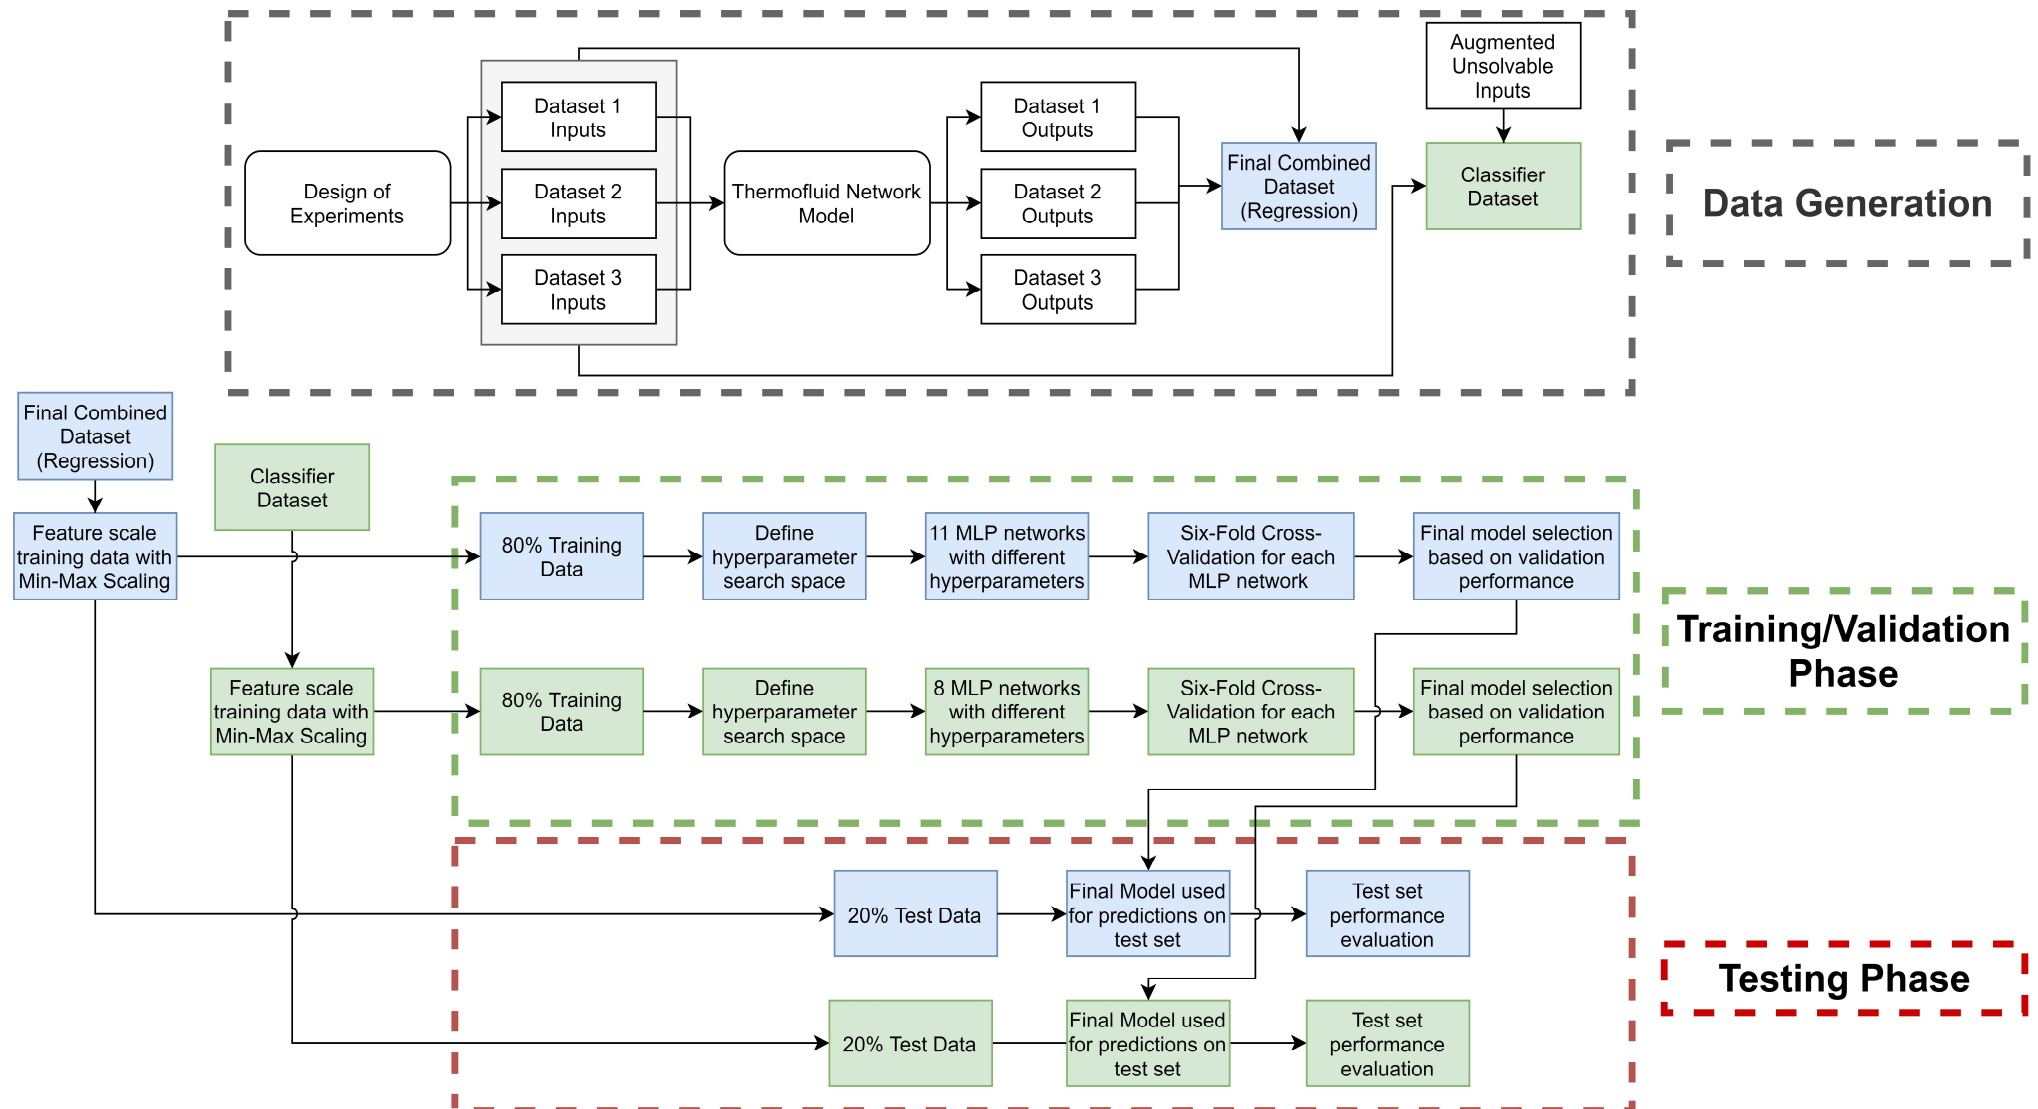 Design of
Experiments
Dataset 1
Inputs
Dataset 2
Inputs
Dataset 3
Inputs
Thermofluid Network
Model
Dataset 1
Outputs
Dataset 2
Outputs
Dataset 3
Outputs
Final Combined
Dataset
(Regression)
Augmented
Unsolvable
Inputs
Classifier
Dataset
Data Generation
Final Combined
Dataset
(Regression)
Classifier
Dataset
Feature scale
training data with
Min-Max Scaling
80% Training
Data
Define
hyperparameter
search space
11 MLP networks
with different
hyperparameters
Six-Fold Cross-
Validation for each
MLP network
Final model selection
based on validation
performance
Feature scale
training data with
Min-Max Scaling
80% Training
Data
Define
hyperparameter
search space
8 MLP networks
with different
hyperparameters
Six-Fold Cross-
Validation for each
MLP network
Final model selection
based on validation
performance
Training/Validation
Phase
20% Test Data
Final Model used
for predictions on
test set
Test set
performance
evaluation
20% Test Data
Final Model used
for predictions on
test set
Test set
performance
evaluation
Testing Phase